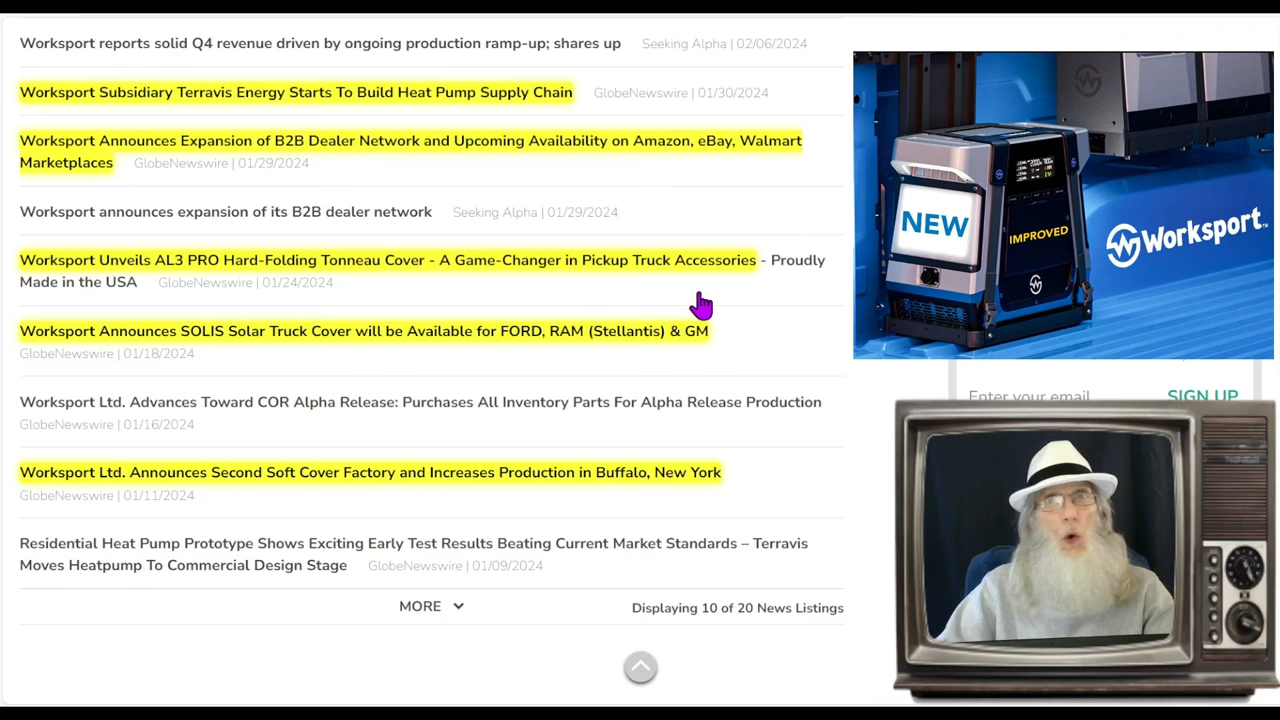 Worksport reports solid Q4 revenue driven by ongoing production ramp-up; shares up Seeking Alpha | 02/06/2024
Worksport Subsidiary Terravis Energy Starts To Build Heat Pump Supply Chain GlobeNewswire | 01/30/2024
Worksport Announces Expansion of B2B Dealer Network and Upcoming Availability on Amazon, eBay, Walmart
Marketplaces GlobeNewswire | 01/29/2024
Worksport announces expansion of its B2B dealer network Seeking Alpha | 01/29/2024
Worksport Unveils AL3 PRO Hard-Folding Tonneau Cover - A Game-Changer in Pickup Truck Accessories - Proudly
Made in the USA GlobeNewswire | 01/24/2024
Worksport Announces SOLIS Solar Truck Cover will be Available for FORD, RAM (Stellantis) & GM
GlobeNewswire | 01/18/2024
Worksport Ltd. Advances Toward COR Alpha Release: Purchases All Inventory Parts For Alpha Release Production
GlobeNewswire | 01/16/2024
Worksport Ltd. Announces Second Soft Cover Factory and Increases Production in Buffalo, New York
GlobeNewswire | 01/11/2024
Residential Heat Pump Prototype Shows Exciting Early Test Results Beating Current Market Standards – Terravis
Moves Heatpump To Commercial Design Stage GlobeNewswire | 01/09/2024
MORE Displaying 10 of 20 News Listings
NEW
IMPROVED
Worksport
Enter your email SIGN UP